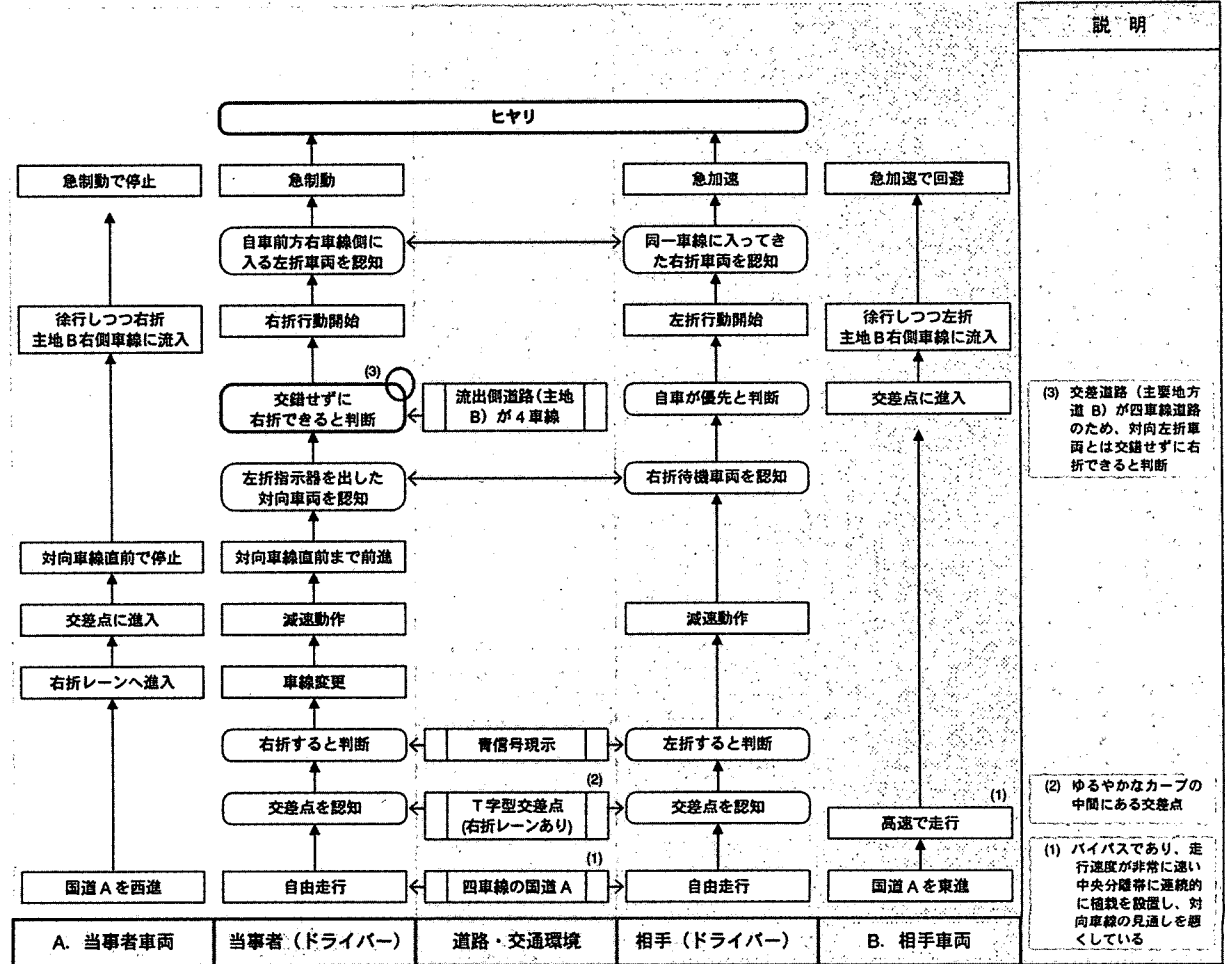 説 明
ヒヤリ
急制動で停止
急制動
急加速
急加速で回避
自車前方右車線側に
入る左折車両を認知
同一車線に入ってき
た右折車両を認知
徐行しつつ右折
主地B右側車線に流入
右折行動開始
左折行動開始
徐行しつつ左折
主地B右側車線に流入
(3)
交錯せずに
右折できると判断
流出側道路(主地
B)が4車線
自車が優先と判断
交差点に進入
(3) 交差道路(主要地方
道 B)が四車線道路
のため、対向左折車
両とは交錯せずに右
折できると判断
左折指示器を出した
対向車両を認知
右折待機車両を認知
対向車線直前で停止
対向車線直前まで前進
交差点に進入
減速動作
減速動作
右折レーンへ進入
車線変更
右折すると判断
青信号現示
左折すると判断
(2)
交差点を認知
T字型交差点
(右折レーンあり)
交差点を認知
(1)
高速で走行
(2) ゆるやかなカーブの
中間にある交差点
(1)
国道Aを西進
自由走行
四車線の国道A
自由走行
国道Aを東進
(1) バイパスであり、走
行速度が非常に速い
中央分離帯に連続的
に植栽を設置し、対
向車線の見通しを悪
くしている
A. 当事者車両
当事者(ドライバー)
道路・交通環境
相手(ドライバー)
B. 相手車両